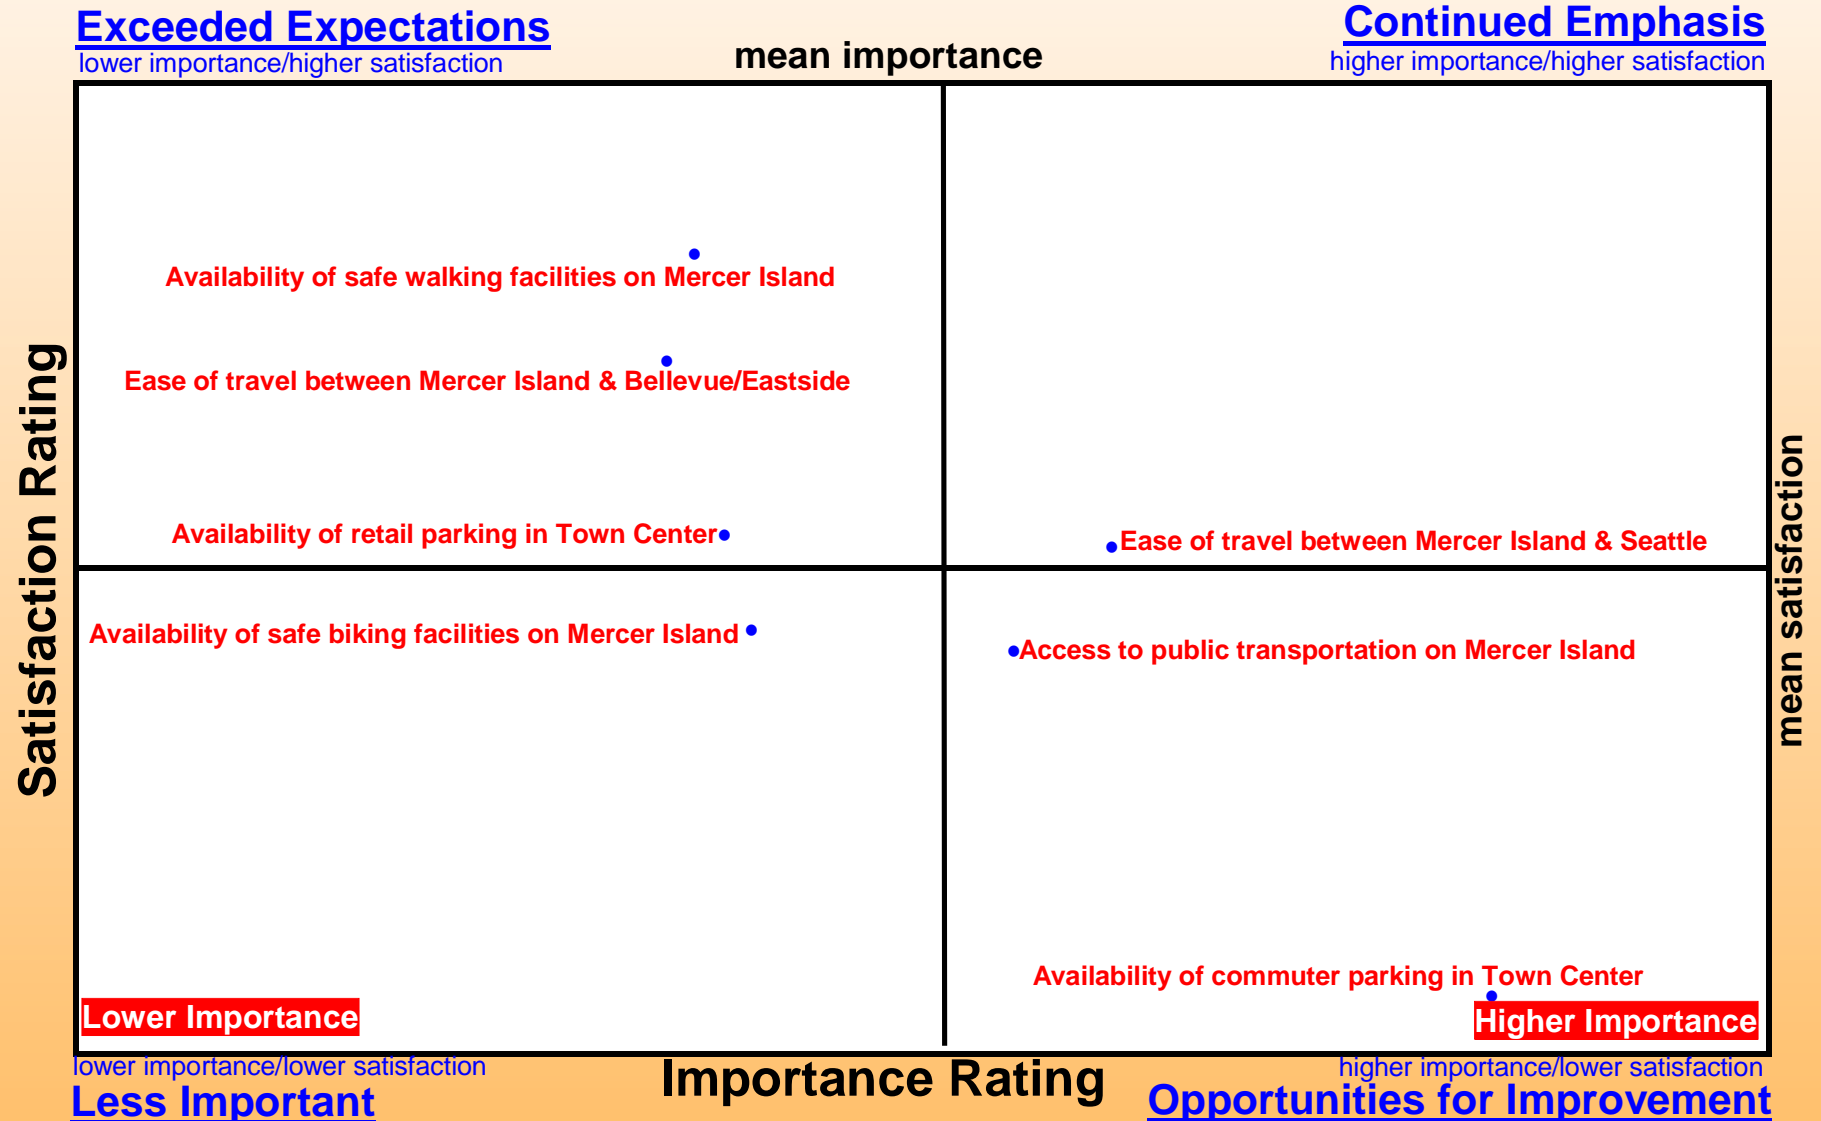 Exceeded Expectations
lower importance/higher satisfaction
mean importance
Continued Emphasis
higher importance/higher satisfaction
Availability of safe walking facilities on Mercer Island
Ease of travel between Mercer Island & Bellevue/Eastside
Availability of retail parking in Town Center
Ease of travel between Mercer Island & Seattle
Availability of safe biking facilities on Mercer Island
Access to public transportation on Mercer Island
Availability of commuter parking in Town Center
Lower Importance
Higher Importance
Satisfaction Rating
mean satisfaction
lower importance/lower satisfaction
Less Important
Importance Rating
higher importance/lower satisfaction
Opportunities for Improvement